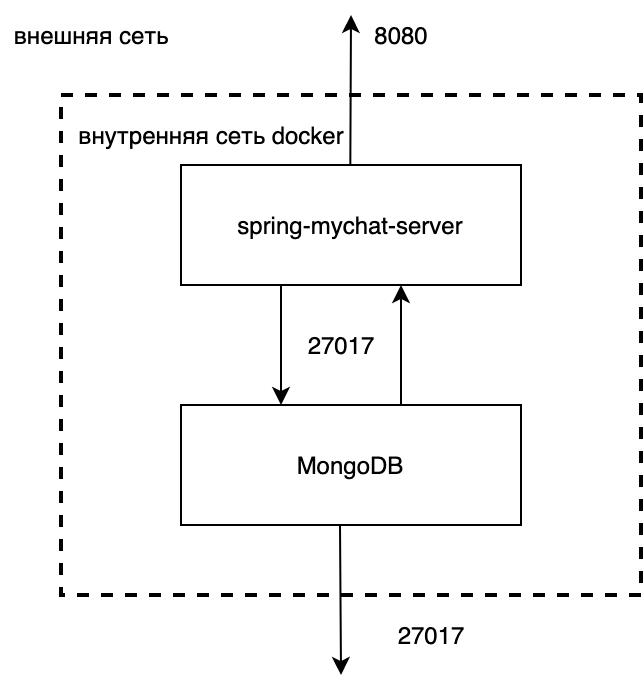 внешняя сеть
8080
внутренняя сеть docker
spring-mychat-server
27017
MongoDB
27017